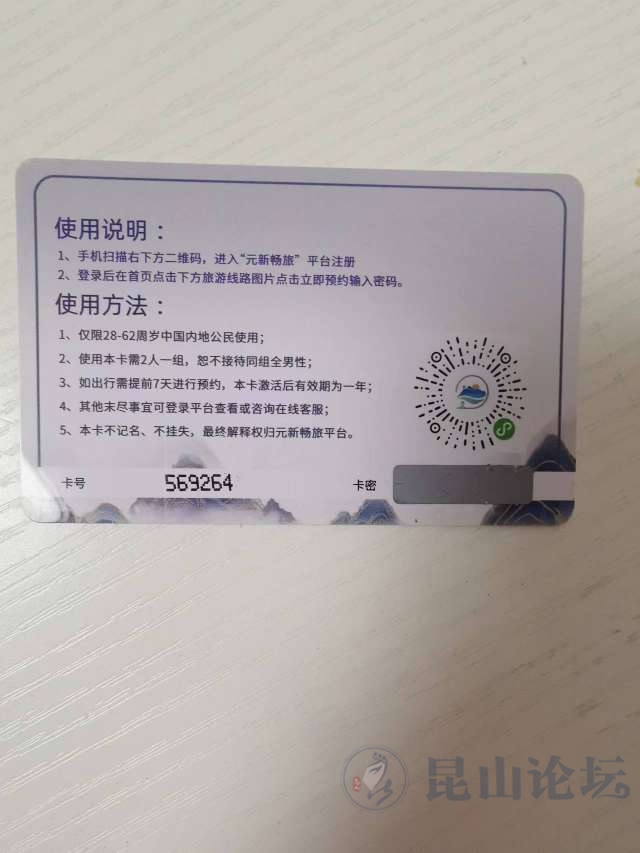 使用说明：
1、手机扫描右下方二维码，进入“元新畅旅”平台注册
2、登录后在首页点击下方旅游线路图片点击立即预约输入密码。
使用方法：
1、仅限28-62周岁中国内地公民使用；
2、使用本卡需2人一组，恕不接待同组全男性；
3、如出行需提前7天进行预约，本卡激活后有效期为一年；
4、其他末尽事宜可登录平台查看或咨询在线客服；
5、本卡不记名、不挂失，最终解释权归元新畅旅平台。
卡号 569264 卡密
昆山论坛